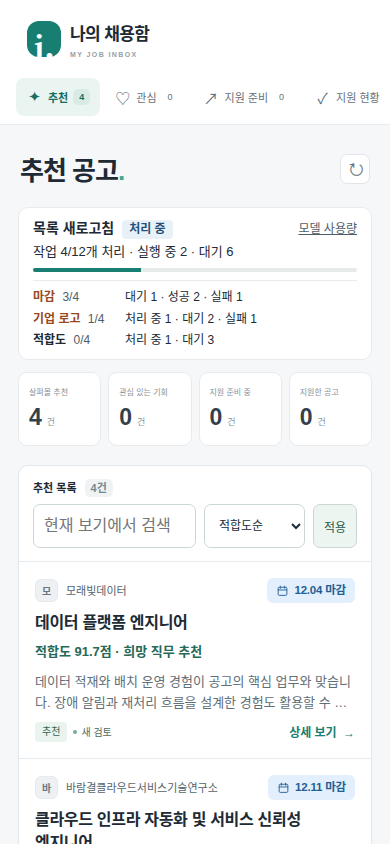 j. 나의 채용함
MY JOB INBOX
추천 4 관심 0 지원 준비 0 지원 현황
추천 공고.
목록 새로고침 처리 중 모델 사용량
작업 4/12개 처리 · 실행 중 2 · 대기 6
마감 3/4 대기 1 · 성공 2 · 실패 1
기업 로고 1/4 처리 중 1 · 대기 2 · 실패 1
적합도 0/4 처리 중 1 · 대기 3
살펴볼 추천 관심 있는 기회 지원 준비 중 지원한 공고
4 건 0 건 0 건 0 건
추천 목록 4건
현재 보기에서 검색 적합도순 적용
모 모래빛데이터 12.04 마감
데이터 플랫폼 엔지니어
적합도 91.7점 · 희망 직무 추천
데이터 적재와 배치 운영 경험이 공고의 핵심 업무와 맞습니
다. 장애 알림과 재처리 흐름을 설계한 경험도 활용할 수 …
추천 새 검토 상세 보기 →
바 바람결클라우드서비스기술연구소 12.11 마감
클라우드 인프라 자동화 및 서비스 신뢰성
엔지니어